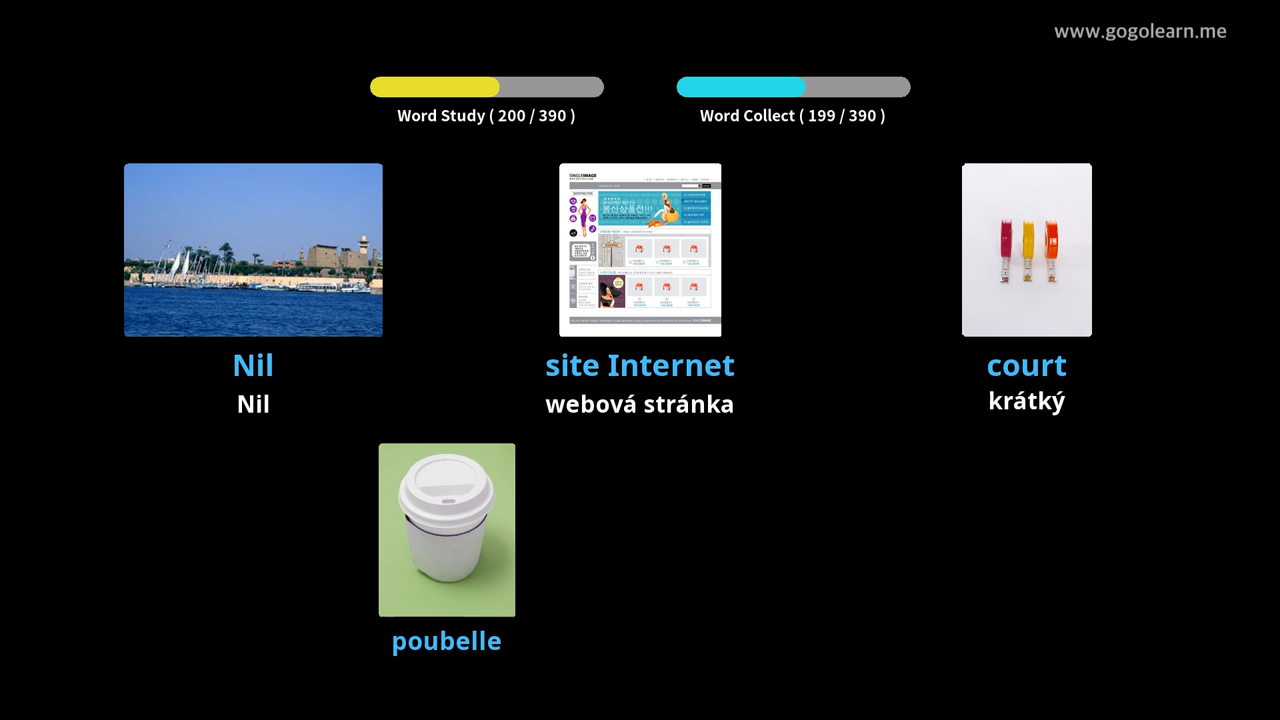 www.gogolearn.me
Word Study ( 200 / 390 )
Word Collect ( 199 / 390 )
Nil
Nil
site Internet
webová stránka
court
krátký
poubelle